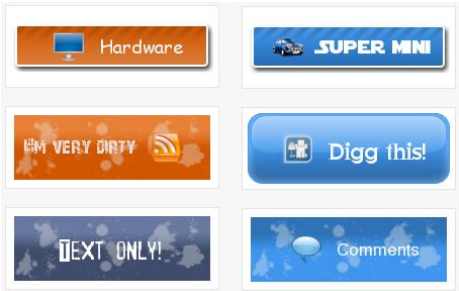 Hardware
SUPER MINI
I'M VERY DIRTY
Digg this!
TEXT ONLY!
Comments